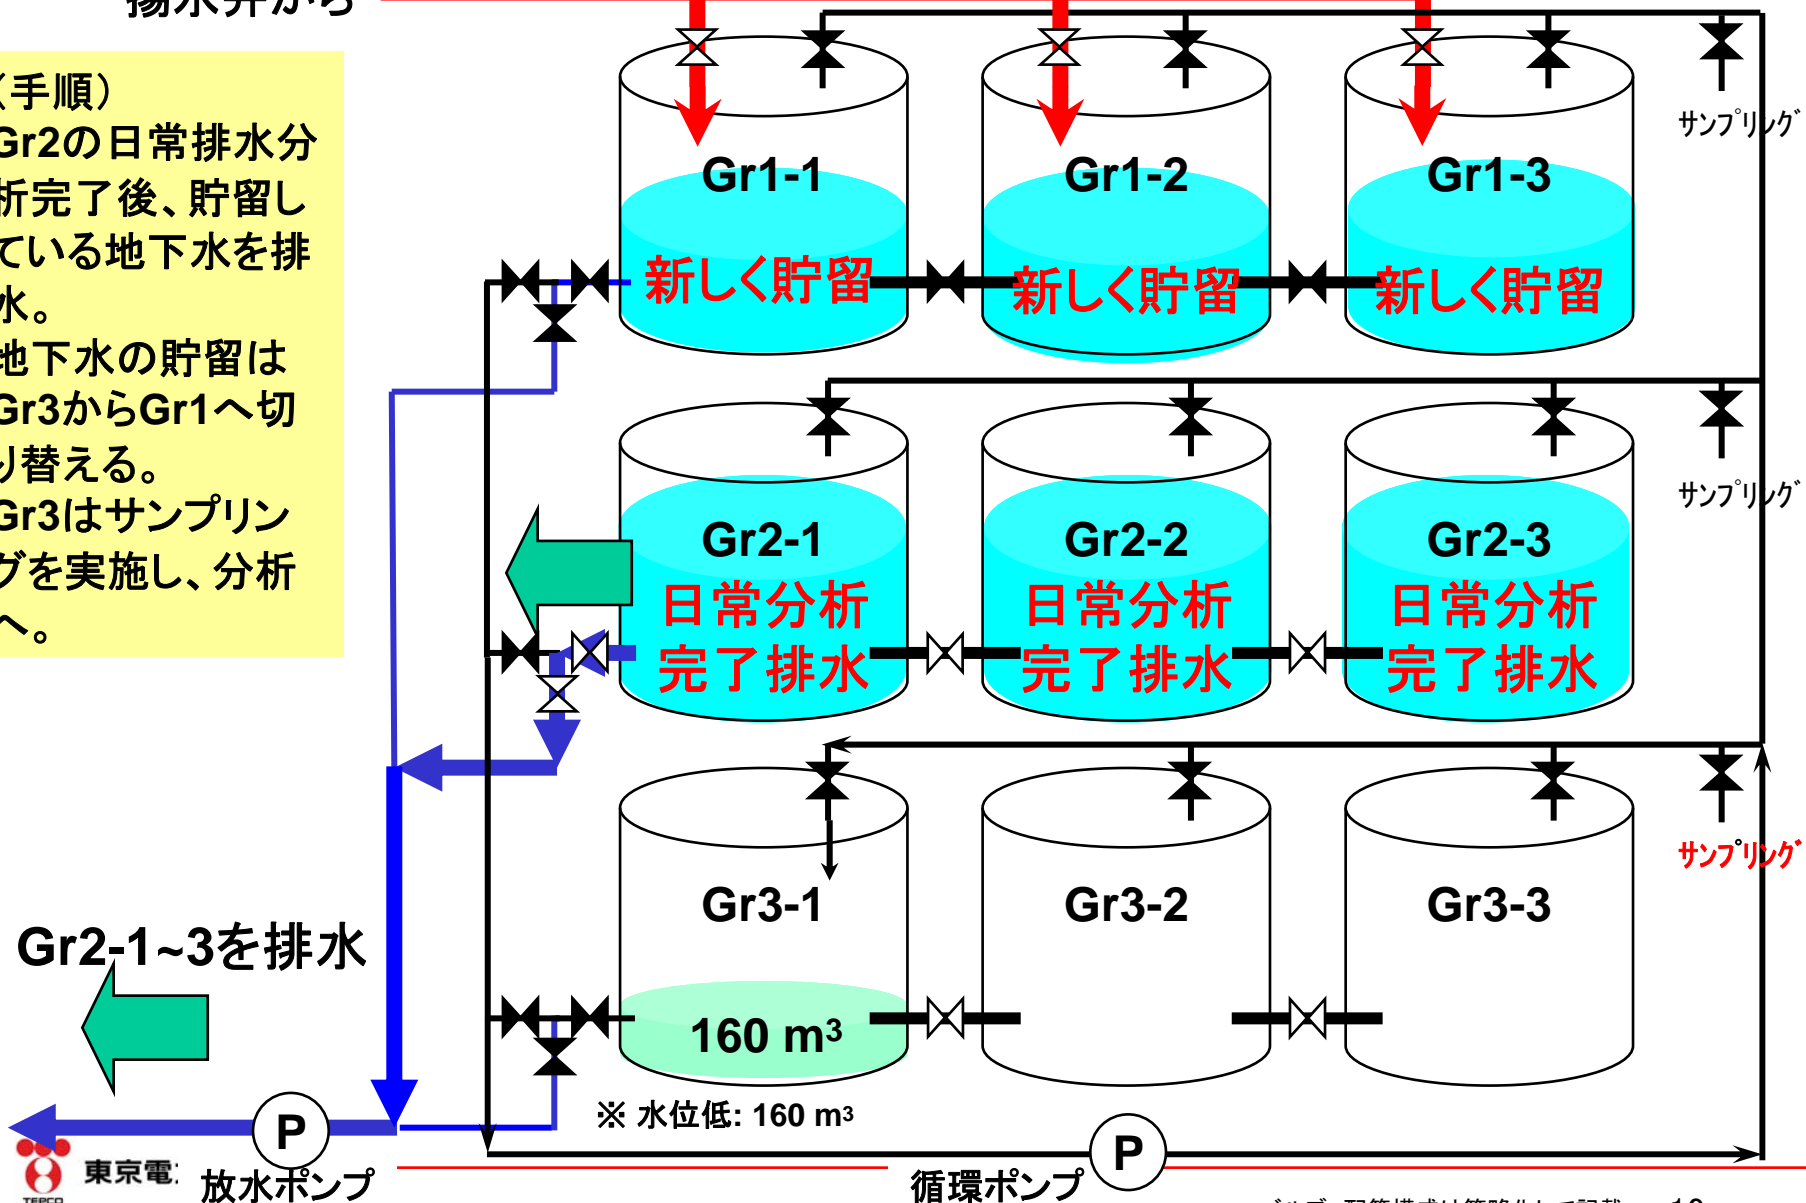 揚水井から
(手順)
Gr2の日常排水分
析完了後、貯留し
ている地下水を排
水。
地下水の貯留は
Gr3からGr1へ切
り替える。
Gr3はサンプリン
グを実施し、分析
へ。
Gr1-1
Gr1-2
Gr1-3
ｻﾝﾌﾟﾘﾝｸﾞ
新しく貯留
新しく貯留
新しく貯留
ｻﾝﾌﾟﾘﾝｸﾞ
Gr2-1
Gr2-2
Gr2-3
日常分析
完了排水
日常分析
完了排水
日常分析
完了排水
ｻﾝﾌﾟﾘﾝｸﾞ
Gr3-1
Gr3-2
Gr3-3
Gr2-1~3を排水
160 m³
※ 水位低: 160 m³
P
P
東京電
TEPCO
放水ポンプ
循環ポンプ